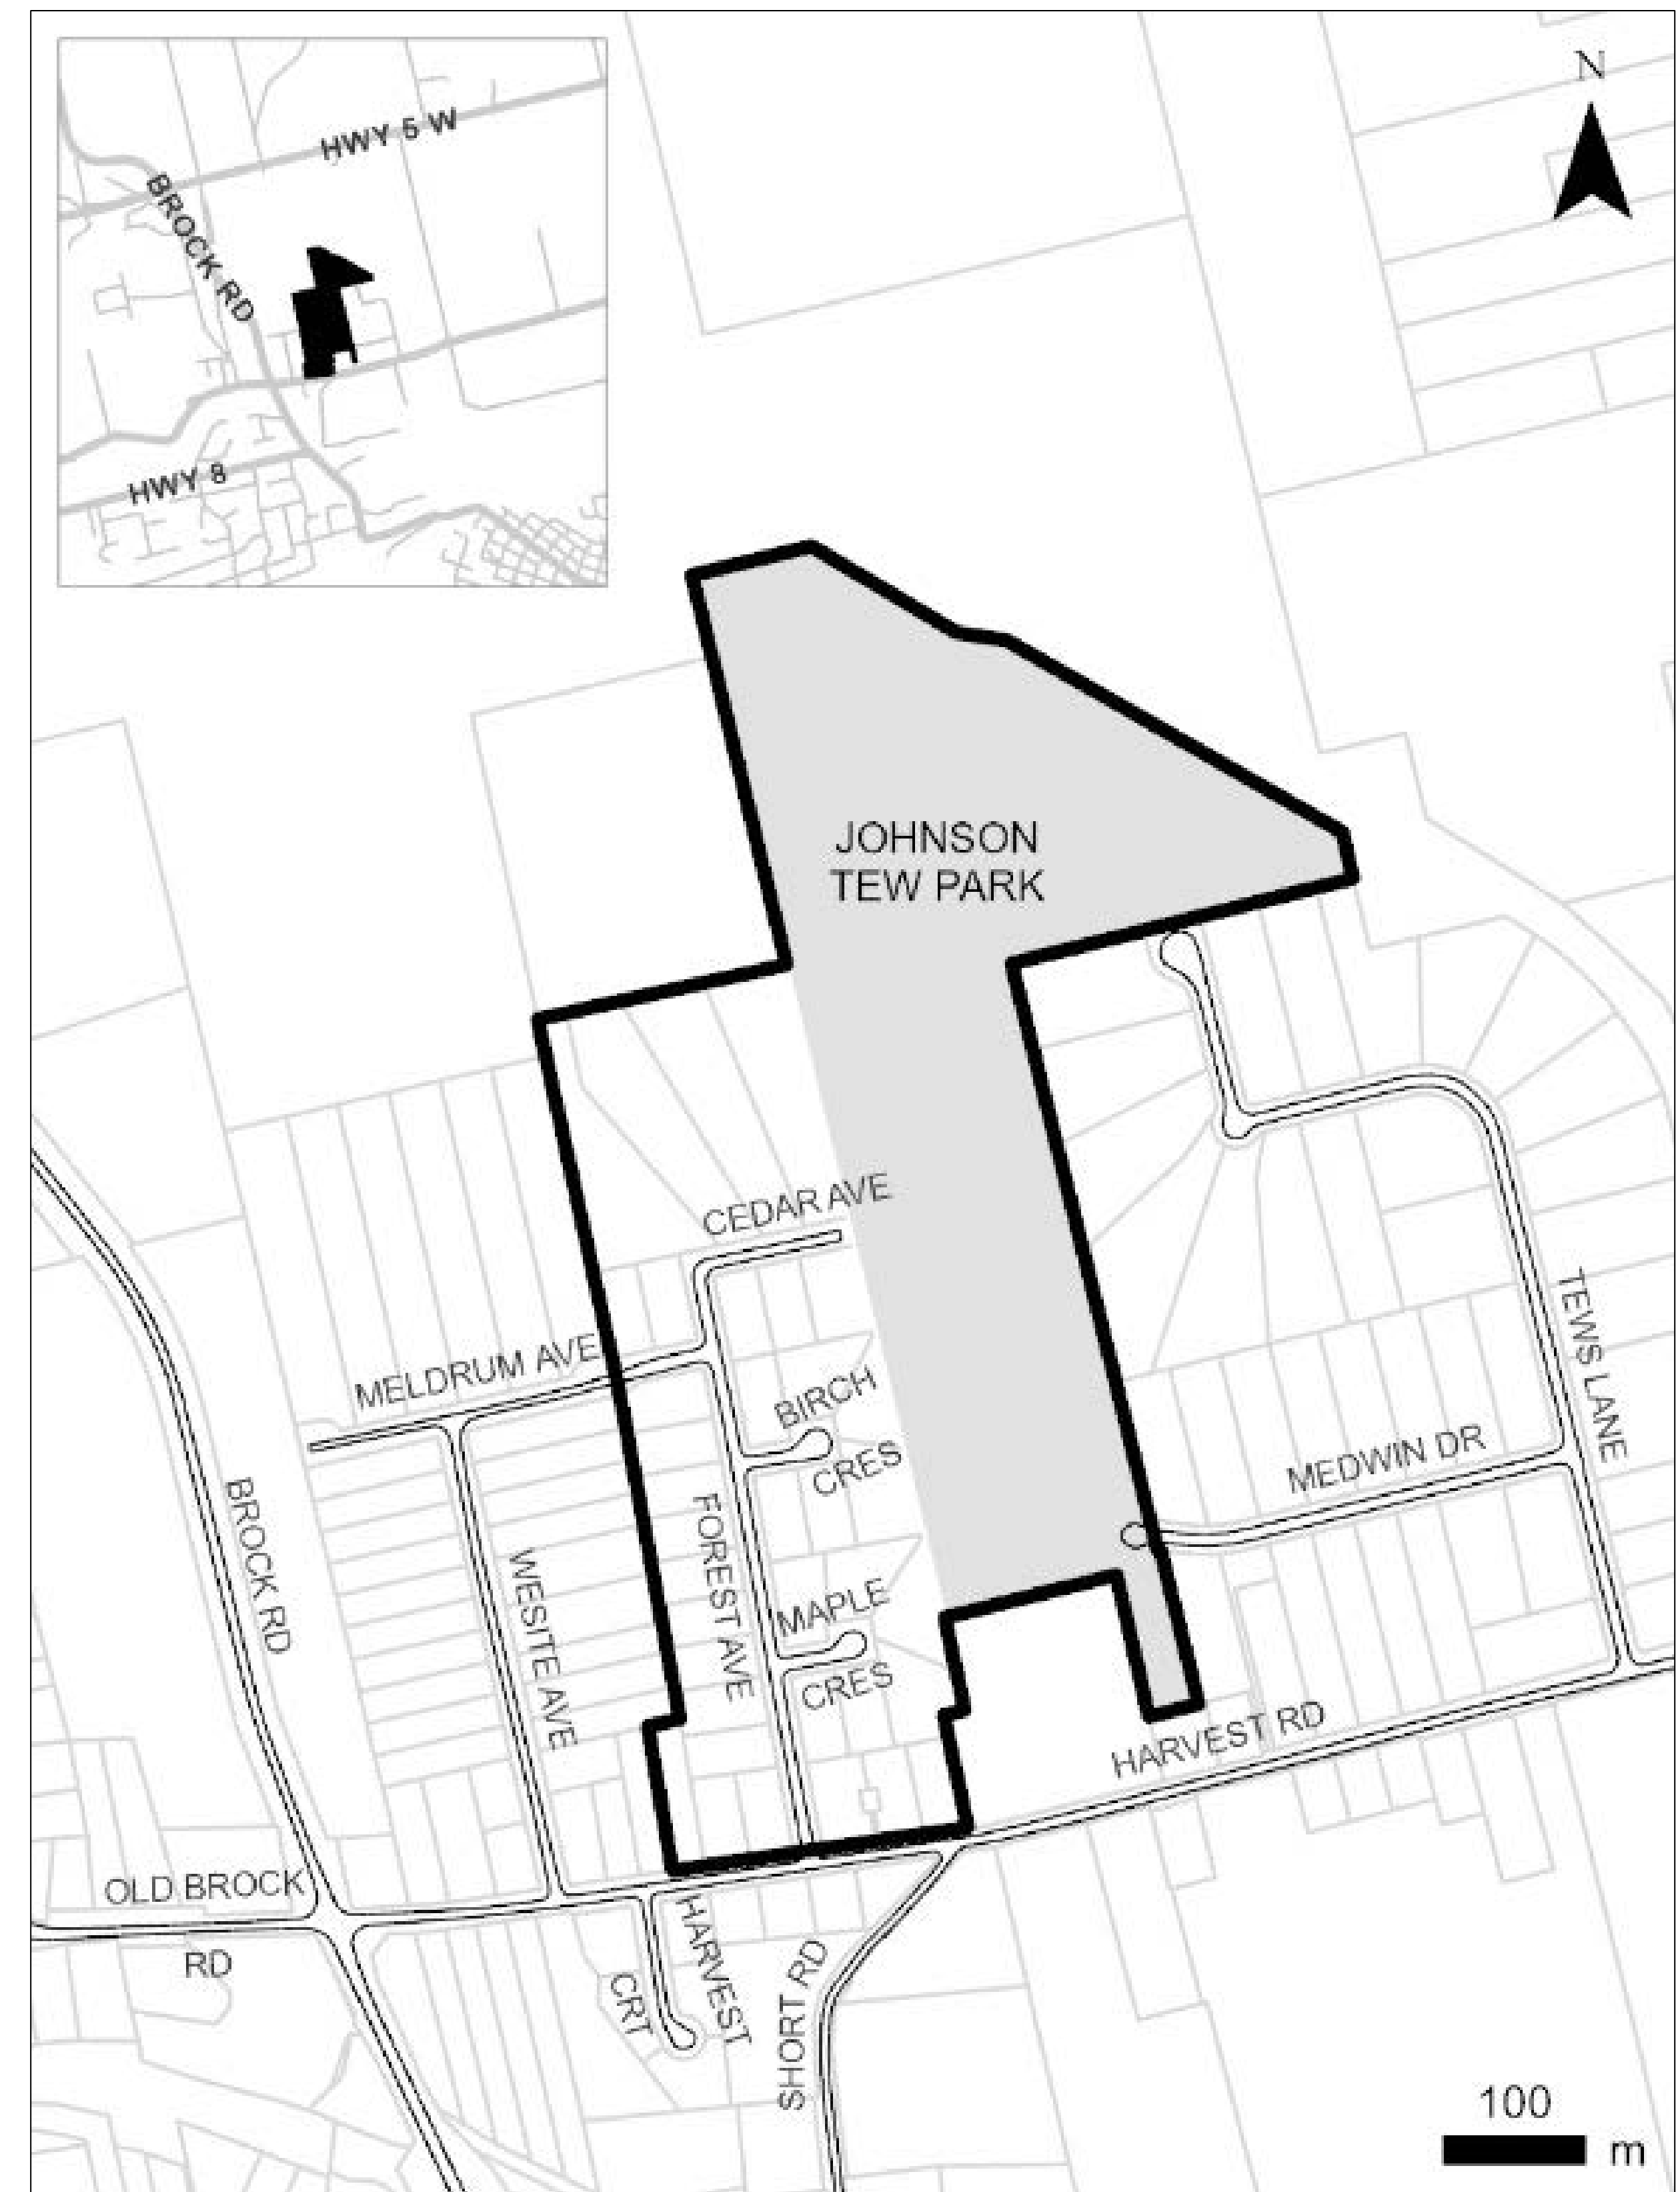 HWY 5 W
BROCK RD
HWY 8
N
JOHNSON
TEW PARK
CEDAR AVE
MELDRUM AVE
BIRCH
CRES
TEWS LANE
MEDWIN DR
BROCK RD
WESITE AVE
FOREST AVE
MAPLE
CRES
HARVEST RD
OLD BROCK
RD
HARVEST
CRT
SHORT RD
100
m